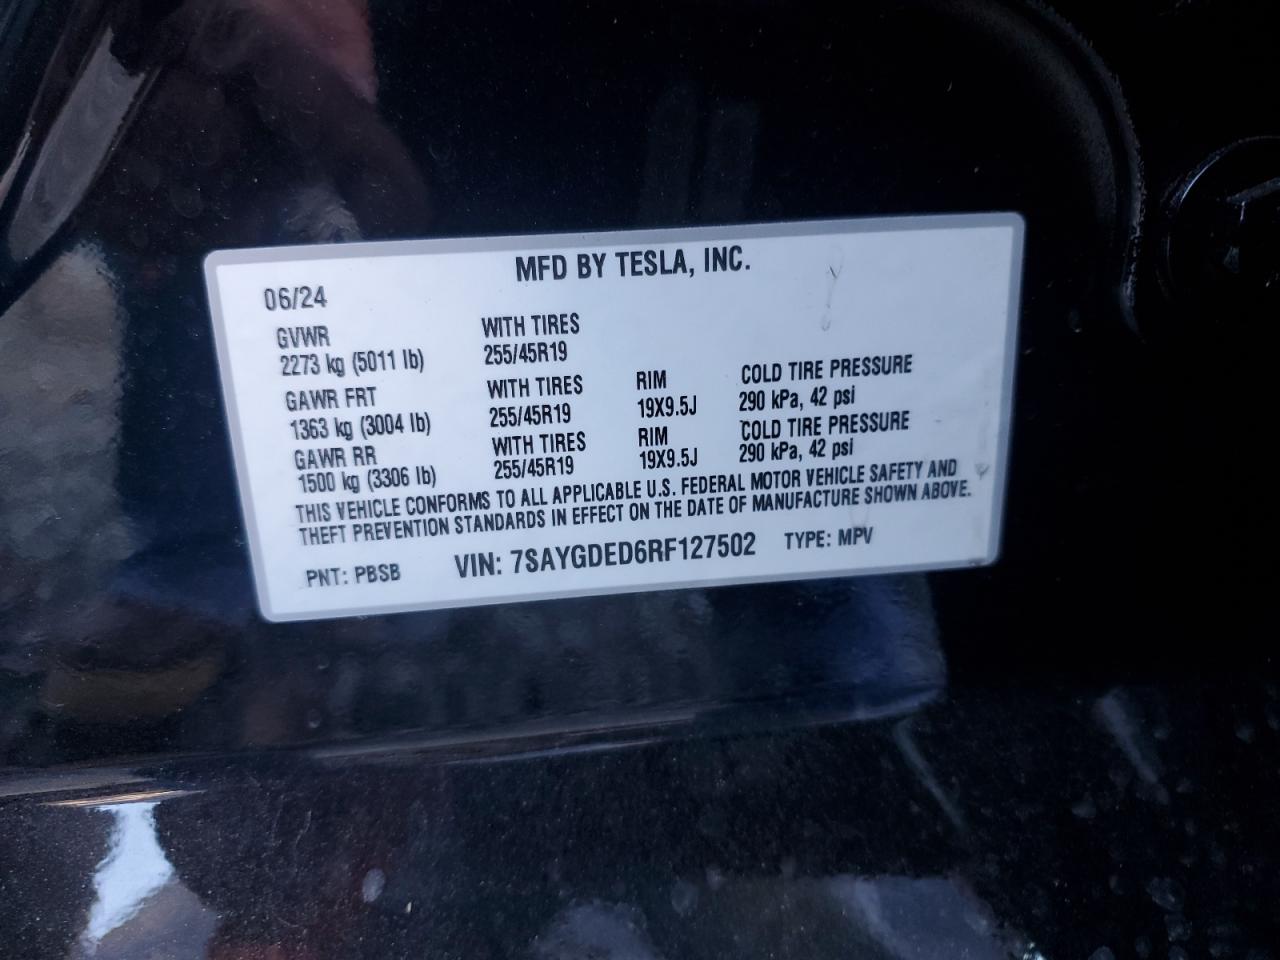 MFD BY TESLA, INC.
06/24
GVWR WITH TIRES
2273 kg (5011 lb) 255/45R19
GAWR FRT WITH TIRES RIM COLD TIRE PRESSURE
1363 kg (3004 lb) 255/45R19 19X9.5J 290 kPa, 42 psi
GAWR RR WITH TIRES RIM COLD TIRE PRESSURE
1500 kg (3306 lb) 255/45R19 19X9.5J 290 kPa, 42 psi
THIS VEHICLE CONFORMS TO ALL APPLICABLE U.S. FEDERAL MOTOR VEHICLE SAFETY AND
THEFT PREVENTION STANDARDS IN EFFECT ON THE DATE OF MANUFACTURE SHOWN ABOVE.
PNT: PBSB VIN: 7SAYGDED6RF127502 TYPE: MPV